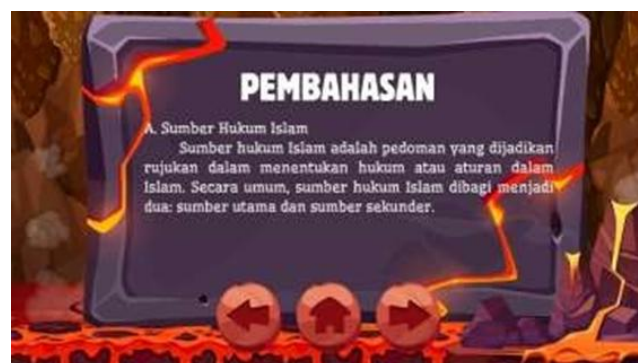 PEMBAHASAN
A. Sumber Hukum Islam
Sumber hukum Islam adalah pedoman yang dijadikan
rujukan dalam menentukan hukum atau aturan dalam
Islam. Secara umum, sumber hukum Islam dibagi menjadi
dua: sumber utama dan sumber sekunder.